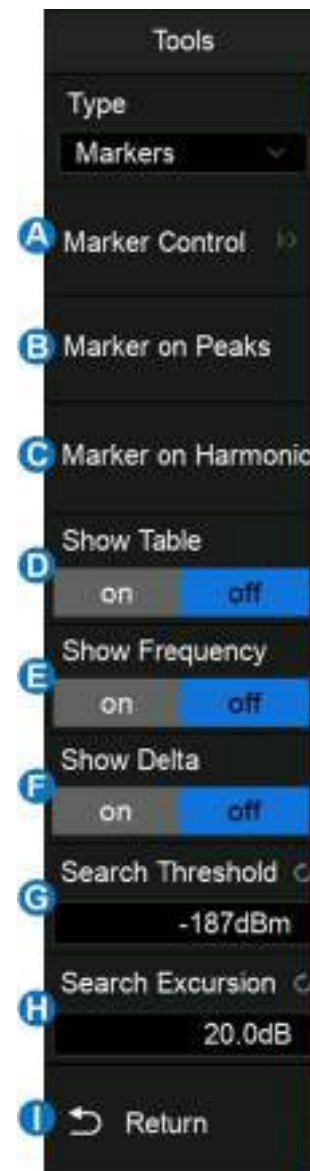 Tools
Type
Markers
A Marker Control
B Marker on Peaks
C Marker on Harmonic
Show Table
D
on off
Show Frequency
E
on off
Show Delta
F
on off
Search Threshold
G
-187dBm
Search Excursion
H
20.0dB
I Return